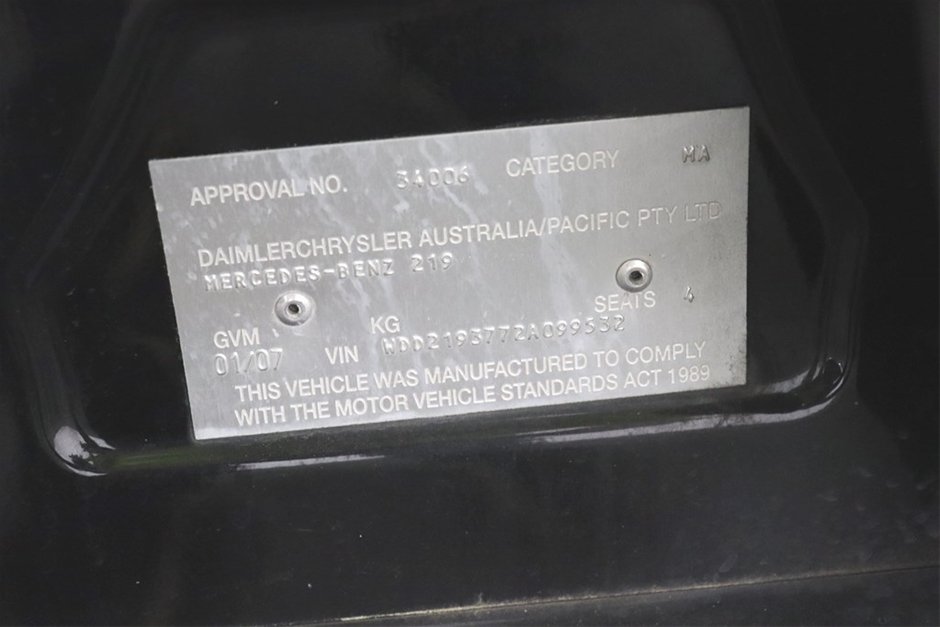 APPROVAL NO. 34006 CATEGORY MA
DAIMLERCHRYSLER AUSTRALIA/PACIFIC PTY LTD
MERCEDES-BENZ 219
GVM KG SEATS 4
01/07 VIN WDD2193772A099532
THIS VEHICLE WAS MANUFACTURED TO COMPLY
WITH THE MOTOR VEHICLE STANDARDS ACT 1989